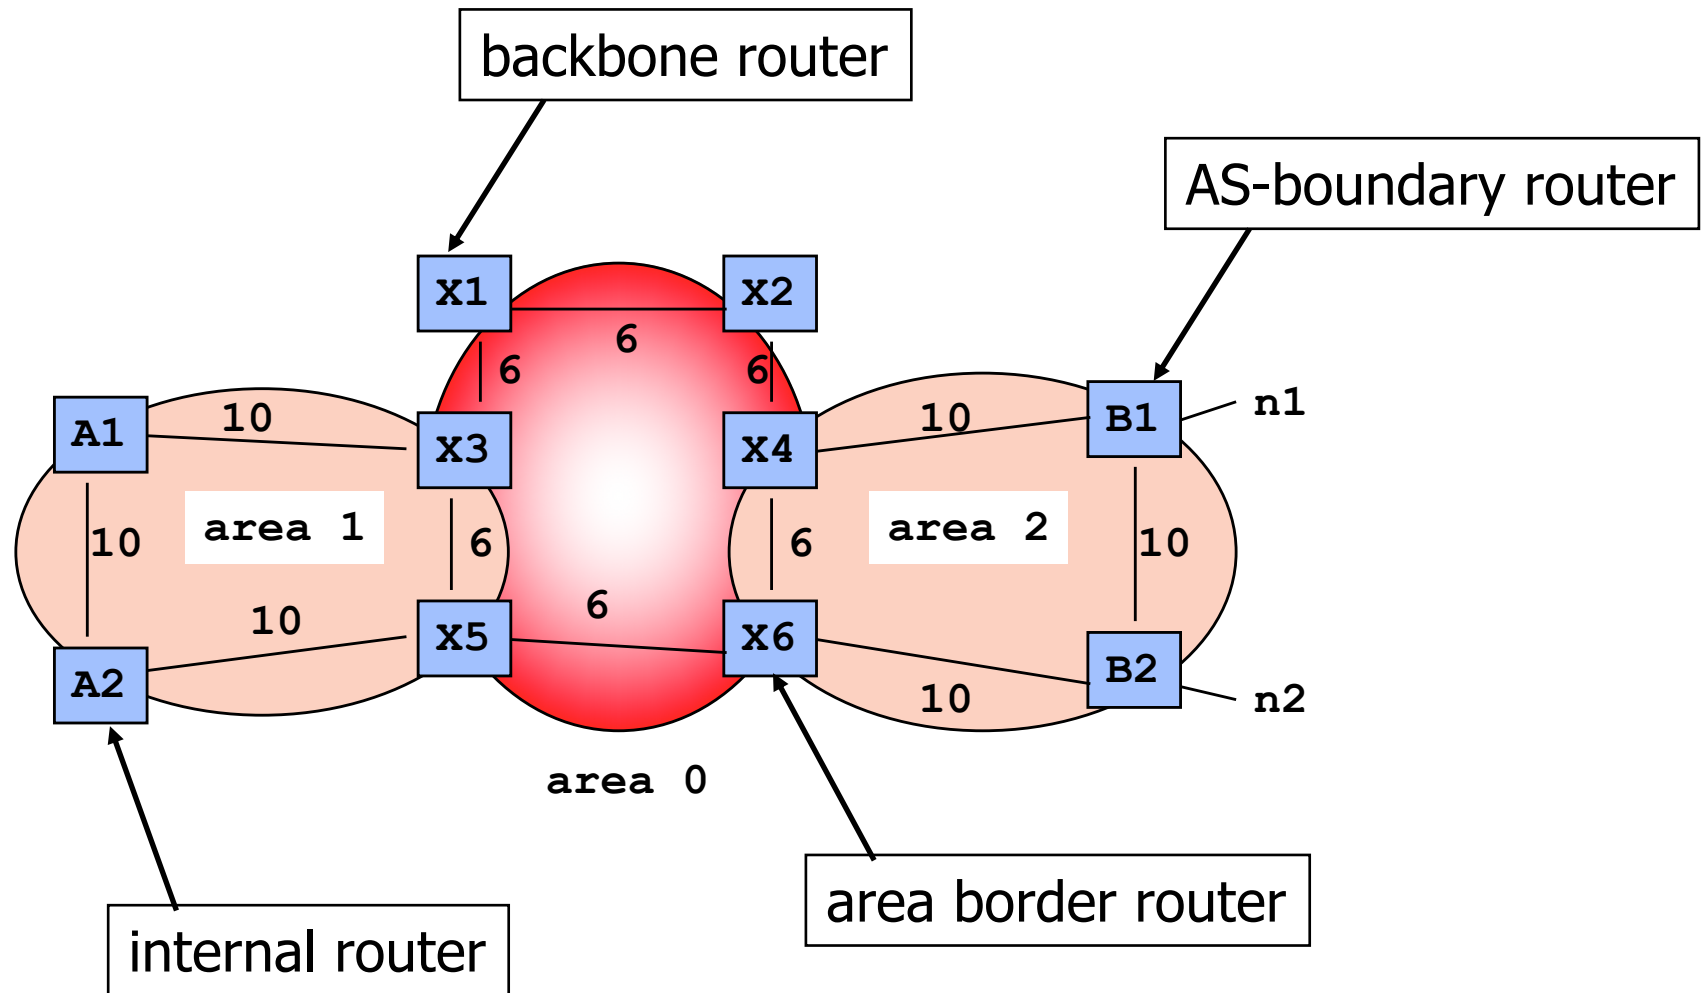 backbone router
AS-boundary router
X1
X2
6
6
6
n1
10
10
A1
X3
X4
B1
area 1
area 2
10
6
6
10
10
6
X5
X6
A2
B2
10
n2
area 0
area border router
internal router